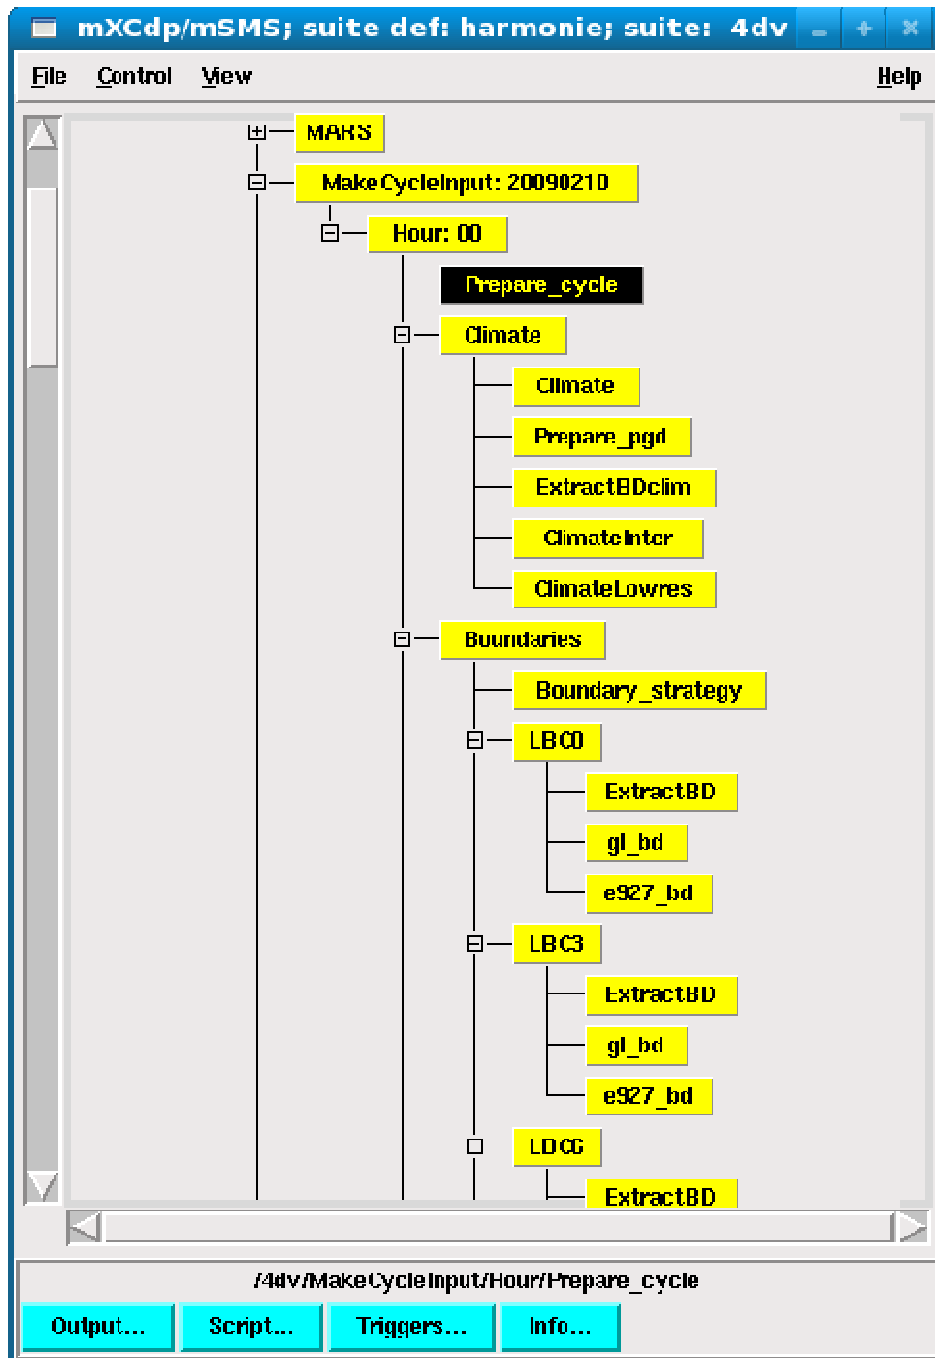 mXCdp/mSMS; suite def: harmonie; suite: 4dv
File Control View Help
MARS
MakeCycleInput: 20090210
Hour: 00
Prepare_cycle
Climate
Climate
Prepare_pgd
ExtractBDclim
ClimateInter
ClimateLowres
Boundaries
Boundary_strategy
LBC0
ExtractBD
gl_bd
e927_bd
LBC3
ExtractBD
gl_bd
e927_bd
LBC6
ExtractBD
/4dv/MakeCycleInput/Hour/Prepare_cycle
Output... Script... Triggers... Info...